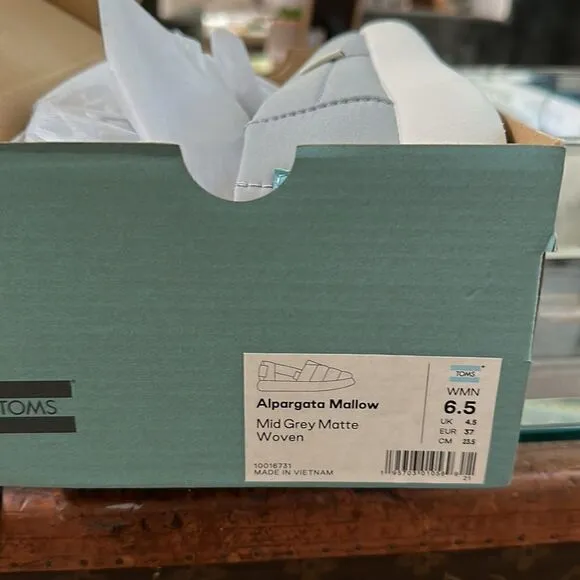 TOMS
Alpargata Mallow
Mid Grey Matte
Woven
10016731
MADE IN VIETNAM
TOMS
WMN
6.5
UK 4.5
EUR 37
CM 23.5
21